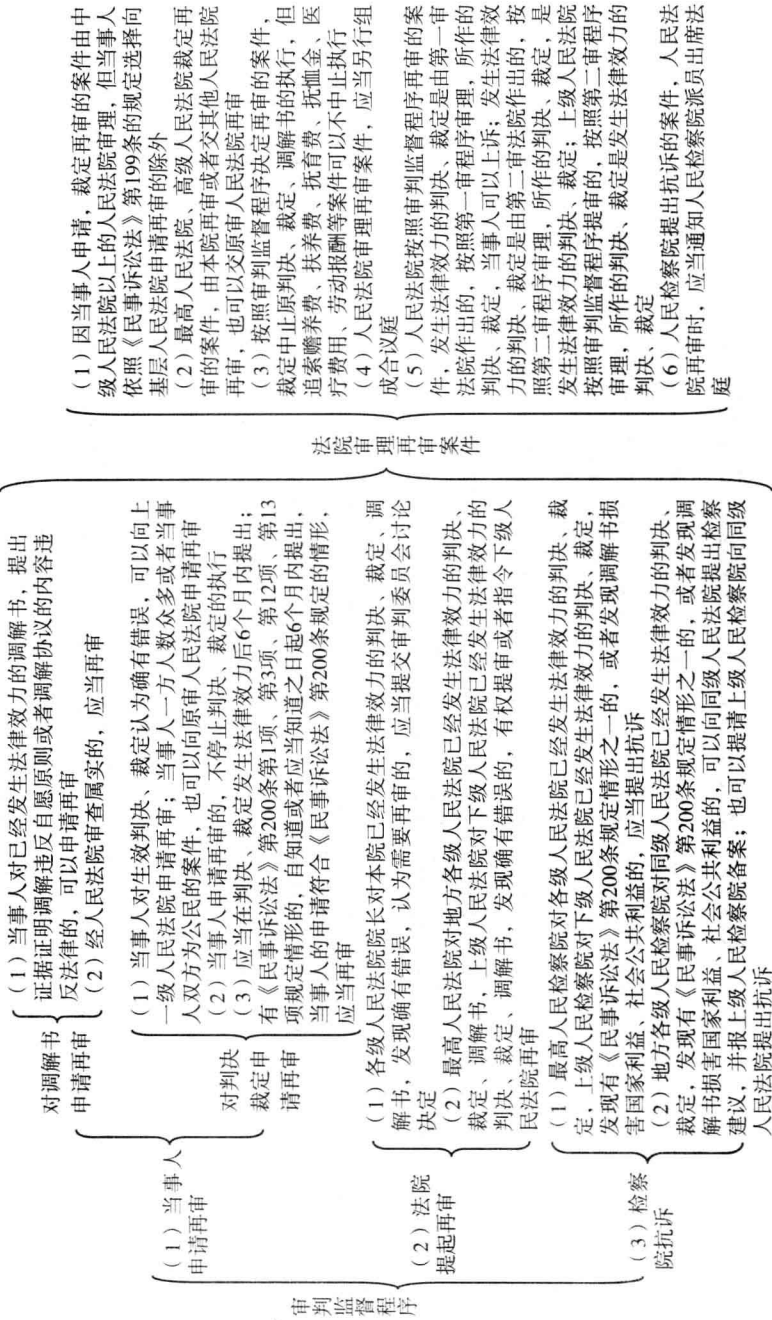 审判监督程序
（1）当事人
申请再审
对调解书
申请再审
（1）当事人对已经发生法律效力的调解书，提出
证据证明调解违反自愿原则或者调解协议的内容违
反法律的，可以申请再审
（2）经人民法院审查属实的，应当再审
对判决
裁定申
请再审
（1）当事人对生效判决、裁定认为确有错误，可以向上
一级人民法院申请再审；当事人一方人数众多或者当事
人双方为公民的案件，也可以向原审人民法院申请再审
（2）当事人申请再审的，不停止判决、裁定的执行
（3）应当在判决、裁定发生法律效力后6个月内提出；
有《民事诉讼法》第200条第1项、第3项、第12项、第13
项规定情形的，自知道或者应当知道之日起6个月内提出，
当事人的申请符合《民事诉讼法》第200条规定的情形，
应当再审
（2）法院
提起再审
（1）各级人民法院院长对本院已经发生法律效力的判决、裁定、调
解书，发现确有错误，认为需要再审的，应当提交审判委员会讨论
决定
（2）最高人民法院对地方各级人民法院已经发生法律效力的判决、
裁定、调解书，上级人民法院对下级人民法院已经发生法律效力的
判决、裁定、调解书，发现确有错误的，有权提审或者指令下级人
民法院再审
（3）检察
院抗诉
（1）最高人民检察院对各级人民法院已经发生法律效力的判决、裁
定，上级人民检察院对下级人民法院已经发生法律效力的判决、裁定，
发现有《民事诉讼法》第200条规定情形之一的，或者发现调解书损
害国家利益、社会公共利益的，应当提出抗诉
（2）地方各级人民检察院对同级人民法院已经发生法律效力的判决、
裁定，发现有《民事诉讼法》第200条规定情形之一的，或者发现调
解书损害国家利益、社会公共利益的，可以向同级人民法院提出检察
建议，并报上级人民检察院备案；也可以提请上级人民检察院向同级
人民法院提出抗诉
法院审理再审案件
（1）因当事人申请，裁定再审的案件由中
级人民法院以上的人民法院审理，但当事人
依照《民事诉讼法》第199条的规定选择向
基层人民法院申请再审的除外
（2）最高人民法院、高级人民法院裁定再
审的案件，由本院再审或者交其他人民法院
再审，也可以交原审人民法院再审
（3）按照审判监督程序决定再审的案件，
裁定中止原判决、裁定、调解书的执行，但
追索赡养费、扶养费、抚育费、抚恤金、医
疗费用、劳动报酬等案件可以不中止执行
（4）人民法院审理再审案件，应当另行组
成合议庭
（5）人民法院按照审判监督程序再审的案
件，发生法律效力的判决、裁定是由第一审
法院作出的，按照第一审程序审理，所作的
判决、裁定，当事人可以上诉；发生法律效
力的判决、裁定是由第二审法院作出的，按
照第二审程序审理，所作的判决、裁定，是
发生法律效力的判决、裁定；上级人民法院
按照审判监督程序提审的，按照第二审程序
审理，所作的判决、裁定是发生法律效力的
判决、裁定
（6）人民检察院提出抗诉的案件，人民法
院再审时，应当通知人民检察院派员出席法
庭